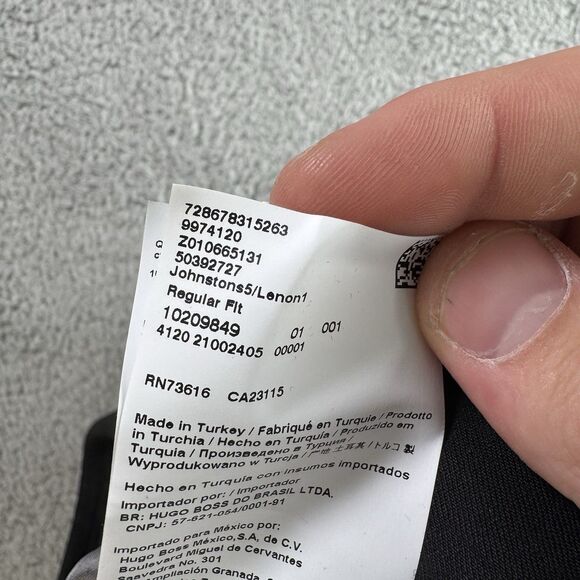 728678315263
9974120
Z010665131
50392727
Johnstons5/Lenon1
Regular Fit
10209849 01 001
4120 21002405 00001
RN73616 CA23115
Made in Turkey / Fabriqué en Turquie / Prodotto
in Turchia / Hecho en Turquía / Produzido em
Turquia / Произведено в Турции /
Wyprodukowano w Turcja / 产地 土耳其 / トルコ 製
Hecho en Turquía con insumos importados
Importado por: / Importador
BR: HUGO BOSS DO BRASIL LTDA.
CNPJ: 57-621-054/0001-91
Importado para México por:
Hugo Boss México, S.A. de C.V.
Boulevard Miguel de Cervantes
Saavedra No. 301
Ampliación Granada,